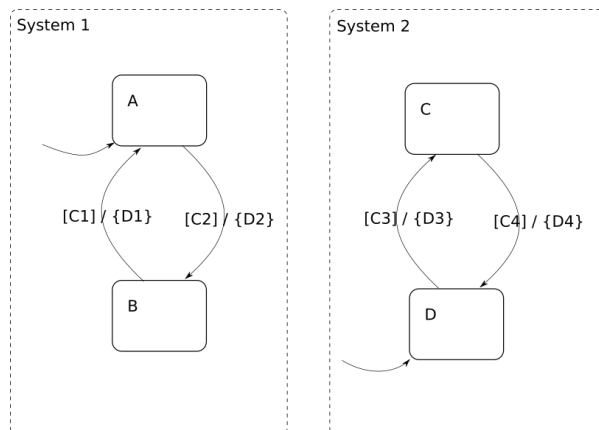 System 1
A
[C1] / {D1}
[C2] / {D2}
B
System 2
C
[C3] / {D3}
[C4] / {D4}
D